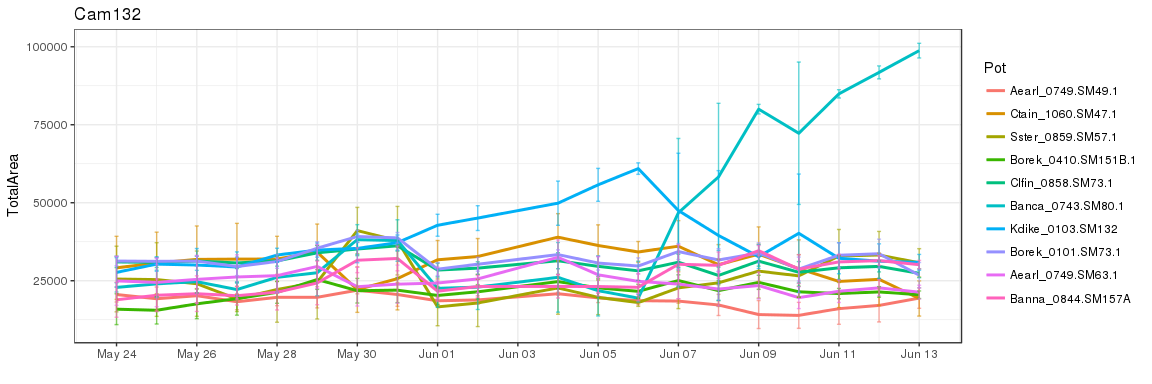 Cam132
TotalArea
100000
75000
50000
25000
May 24
May 26
May 28
May 30
Jun 01
Jun 03
Jun 05
Jun 07
Jun 09
Jun 11
Jun 13
Pot
Aearl_0749.SM49.1
Ctain_1060.SM47.1
Sster_0859.SM57.1
Borek_0410.SM151B.1
Clfin_0858.SM73.1
Banca_0743.SM80.1
Kdike_0103.SM132
Borek_0101.SM73.1
Aearl_0749.SM63.1
Banna_0844.SM157A